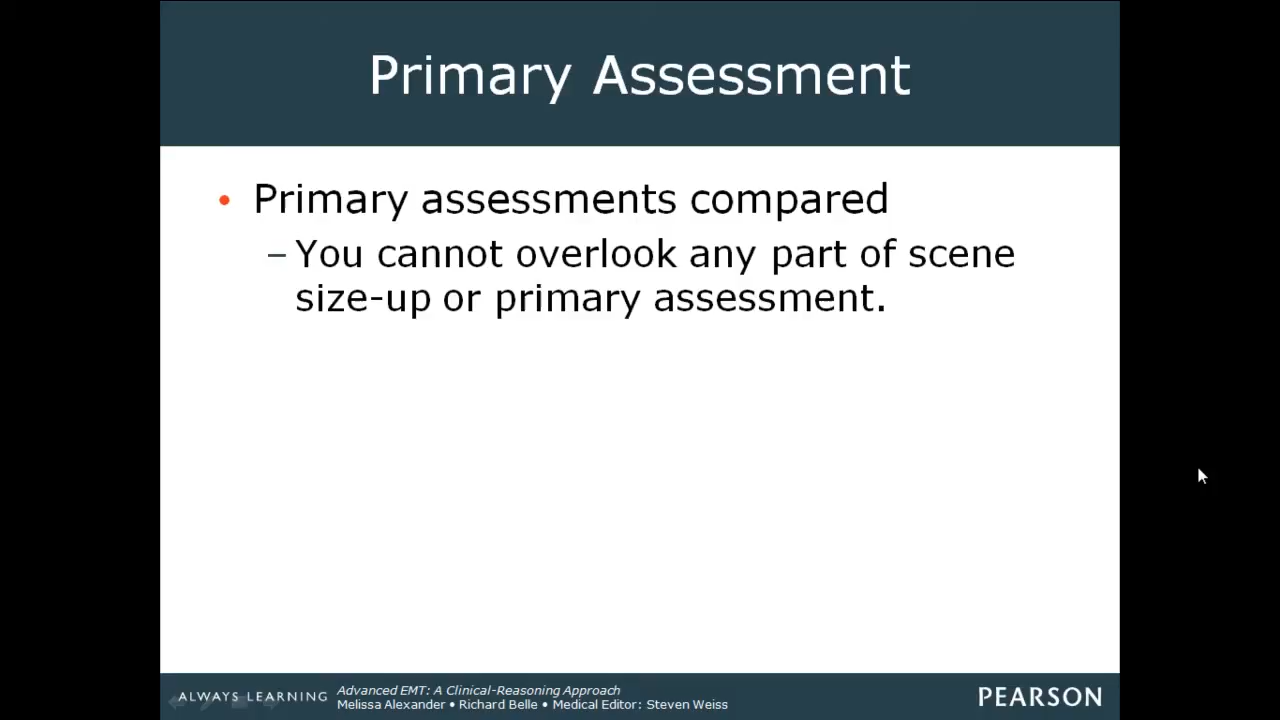 Primary Assessment
• Primary assessments compared
– You cannot overlook any part of scene
size-up or primary assessment.
ALWAYS LEARNING
Advanced EMT: A Clinical-Reasoning Approach
Melissa Alexander • Richard Belle • Medical Editor: Steven Weiss
PEARSON